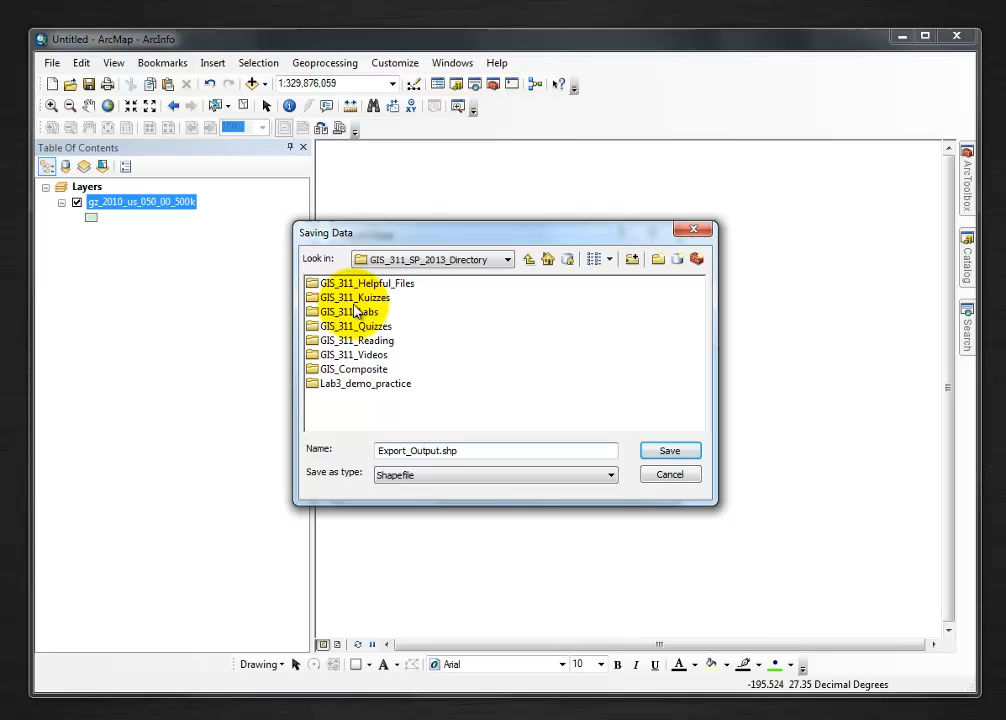 Untitled - ArcMap - ArcInfo
File Edit View Bookmarks Insert Selection Geoprocessing Customize Windows Help
1:329,876,059
Table Of Contents
Layers
gz_2010_us_050_00_500k
ArcToolbox
Catalog
Search
Saving Data
Look in: GIS_311_SP_2013_Directory
GIS_311_Helpful_Files
GIS_311_Kuizzes
GIS_311_Labs
GIS_311_Quizzes
GIS_311_Reading
GIS_311_Videos
GIS_Composite
Lab3_demo_practice
Name: Export_Output.shp Save
Save as type: Shapefile Cancel
Drawing A Arial 10 B I U A
-195.524 27.35 Decimal Degrees